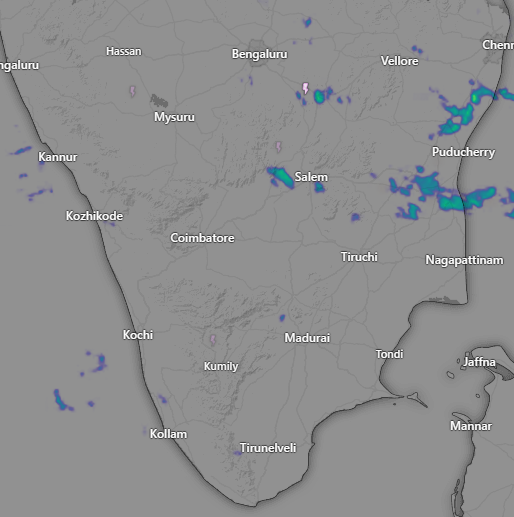 Hassan
Bengaluru
Chenn
Vellore
ngaluru
Mysuru
Kannur
Puducherry
Salem
Kozhikode
Coimbatore
Tiruchi
Nagapattinam
Kochi
Madurai
Tondi
Jaffna
Kumily
Mannar
Kollam
Tirunelveli